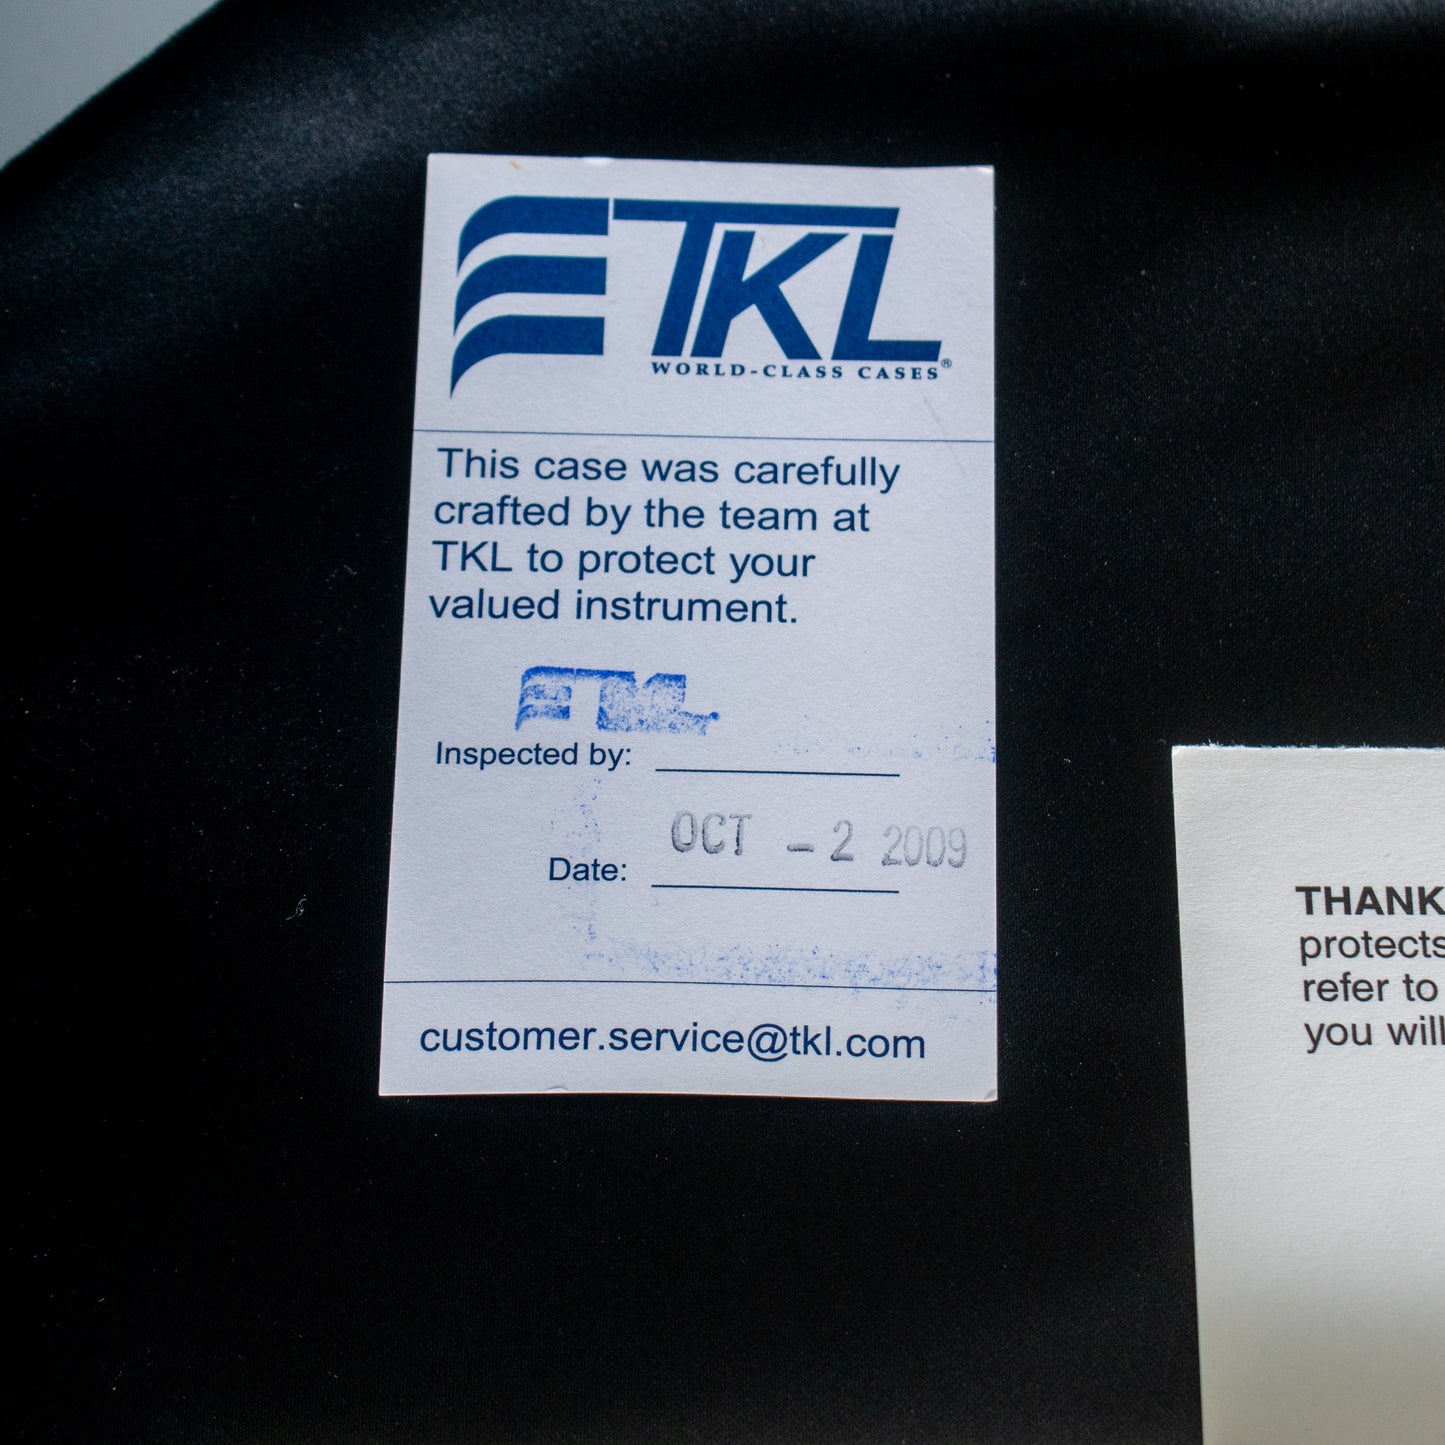 TKL
WORLD-CLASS CASES®
This case was carefully
crafted by the team at
TKL to protect your
valued instrument.
TKL
Inspected by:
OCT - 2 2009
Date:
customer.service@tkl.com
THANK
protects
refer to
you will